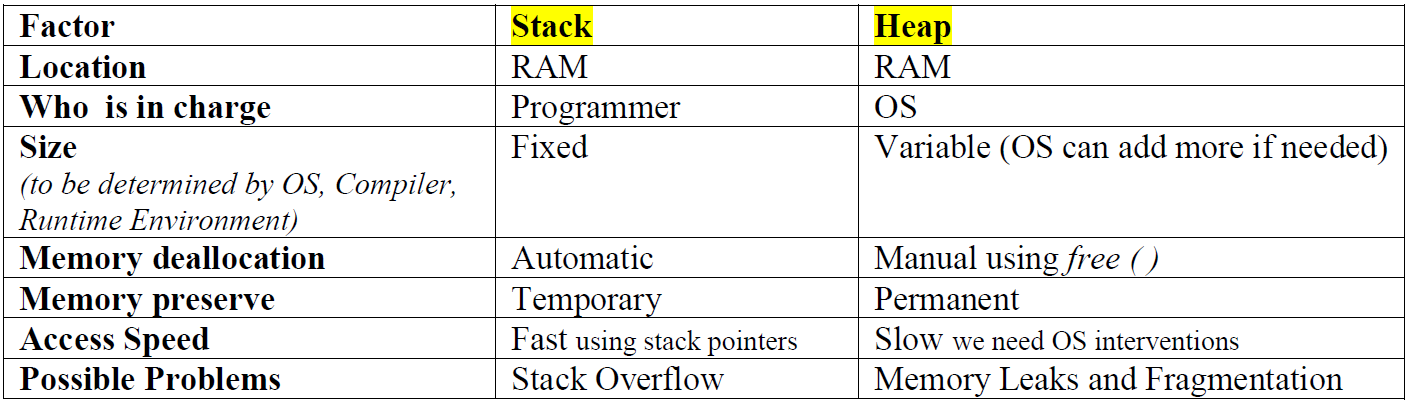 Factor Stack Heap
Location RAM RAM
Who is in charge Programmer OS
Size Fixed Variable (OS can add more if needed)
(to be determined by OS, Compiler,
Runtime Environment)
Memory deallocation Automatic Manual using free ( )
Memory preserve Temporary Permanent
Access Speed Fast using stack pointers Slow we need OS interventions
Possible Problems Stack Overflow Memory Leaks and Fragmentation